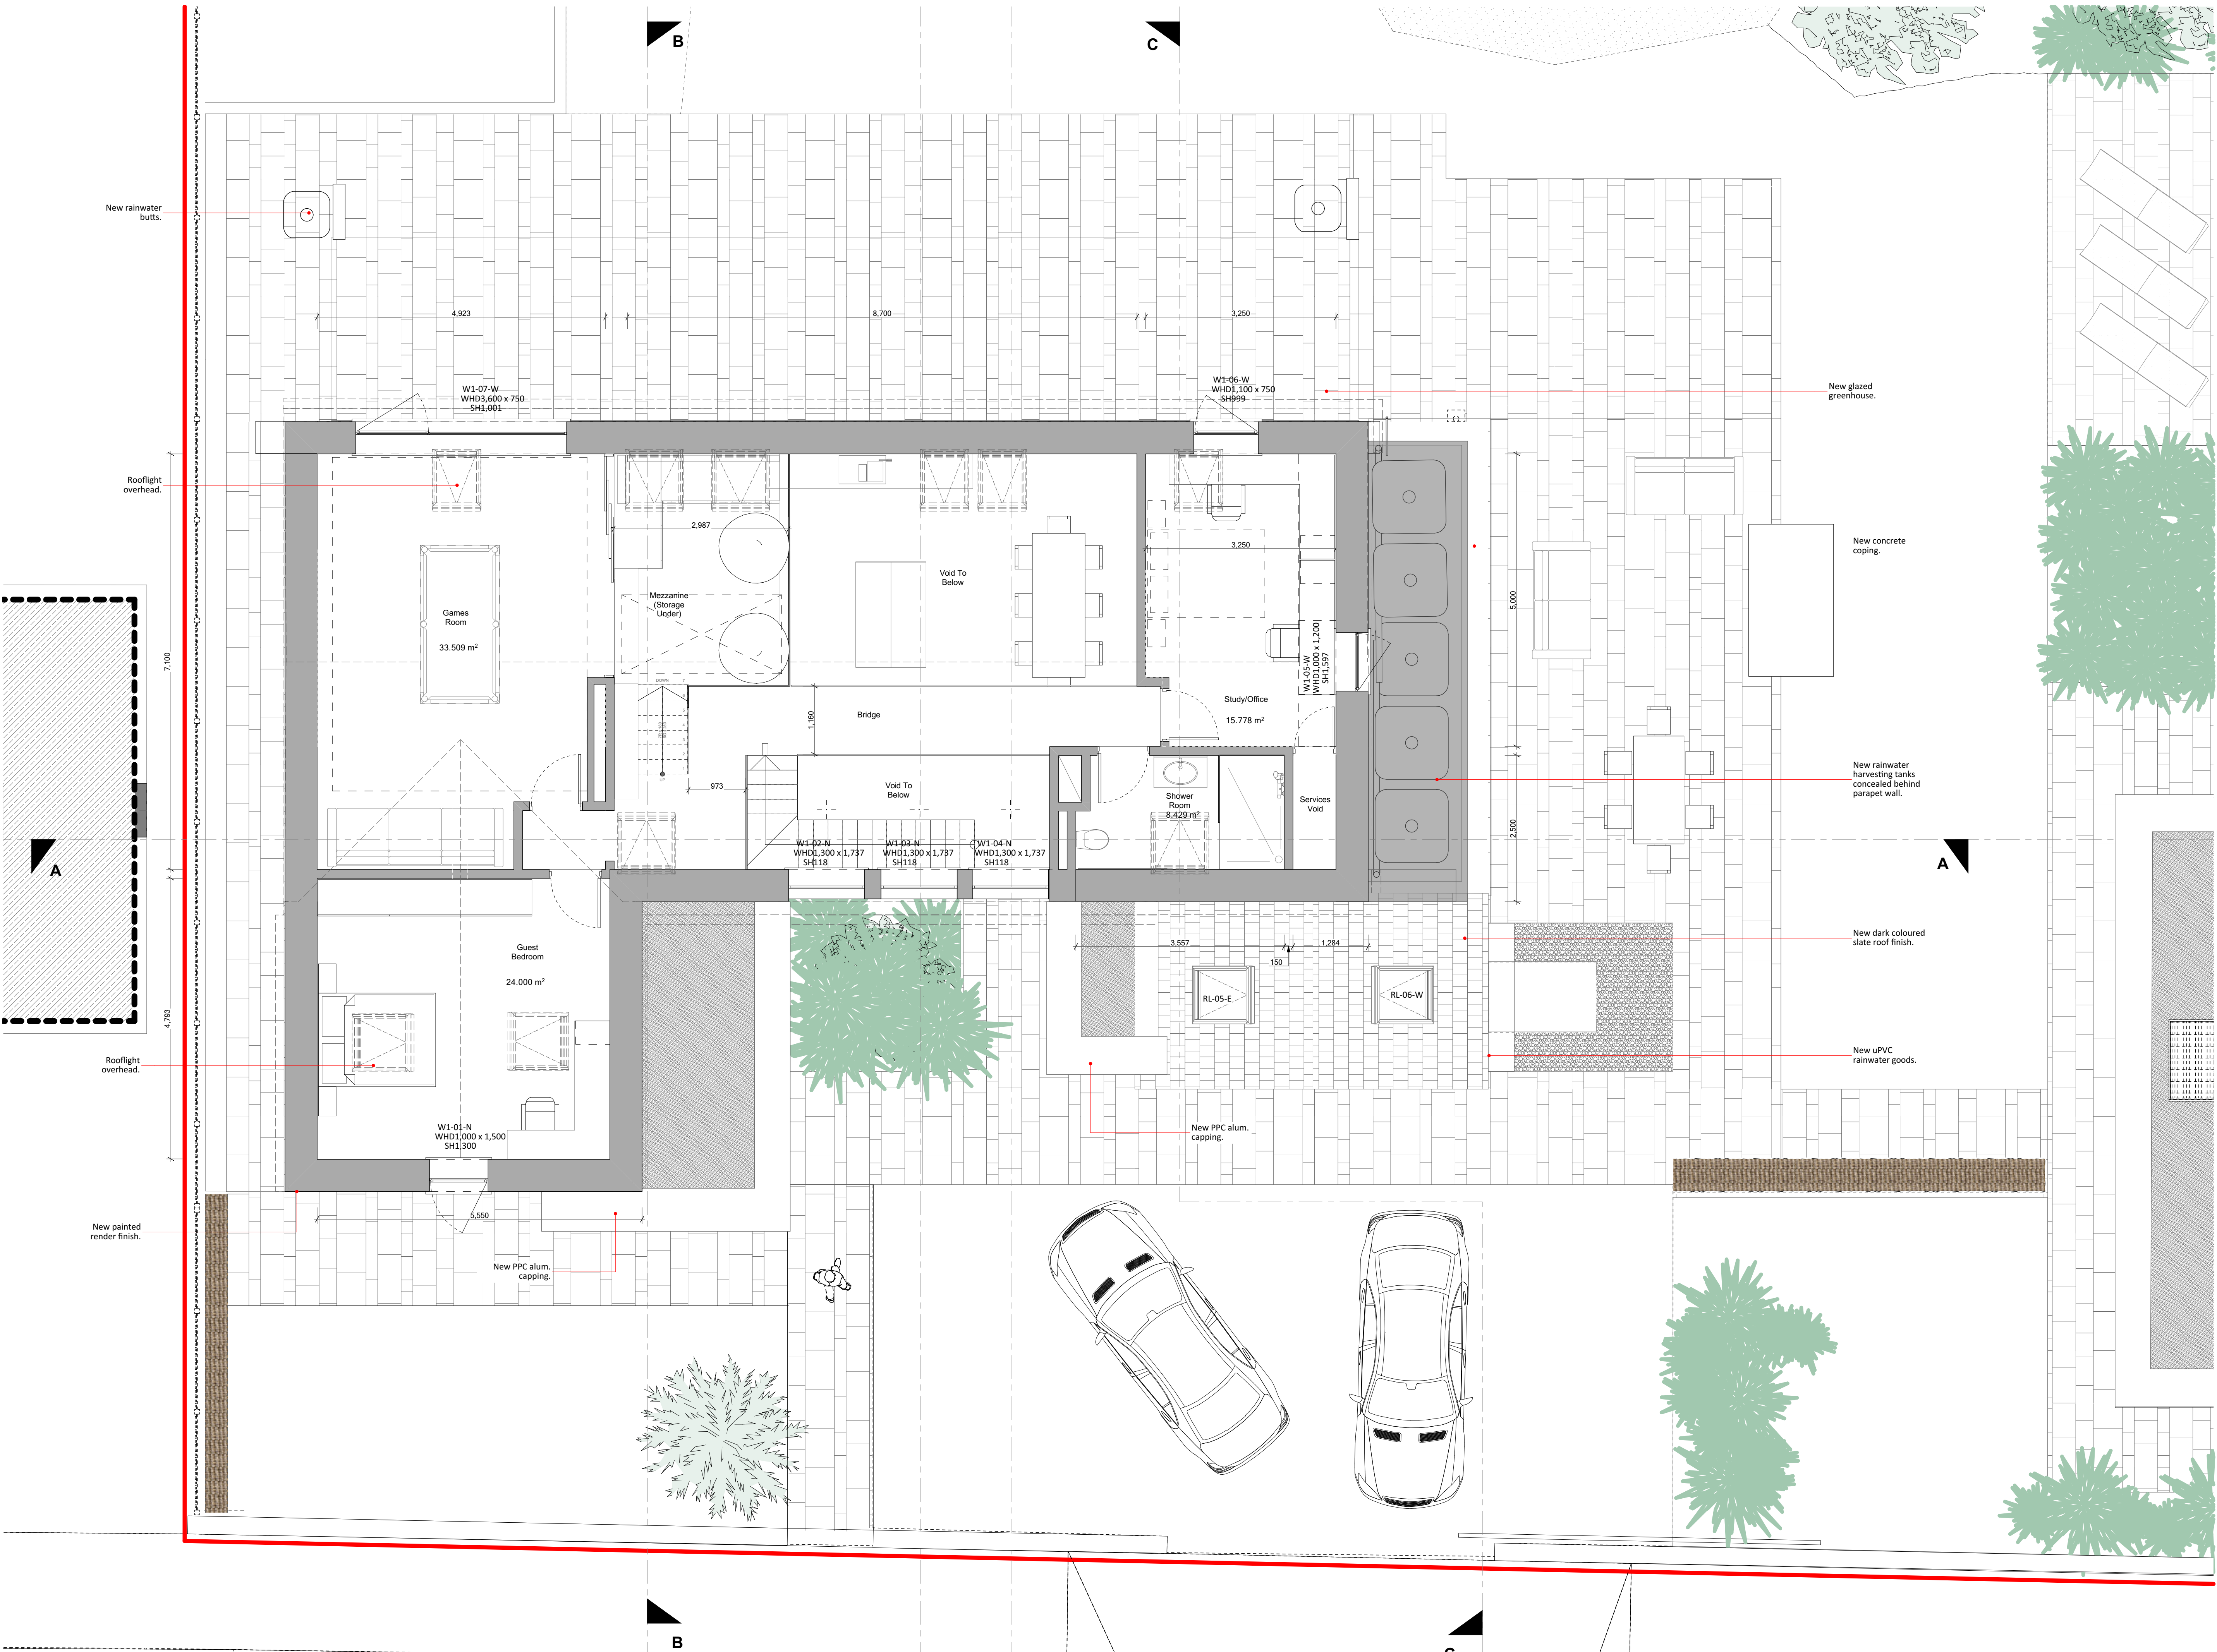 B
C
New rainwater
butts.
4,923
8,700
3,250
W1-07-W
WHD3,600 x 750
SH1,001
W1-06-W
WHD1,100 x 750
SH999
New glazed
greenhouse.
Rooflight
overhead.
2,987
3,250
New concrete
coping.
Void To
Below
Mezzanine
(Storage
Under)
Games
Room
33.509 m²
5,000
7,100
W1-05-W
WHD1,000 x 1,200
SH1,597
DOWN
UP
Study/Office
15.778 m²
Bridge
1,160
973
Void To
Below
Shower
Room
8.429 m²
Services
Void
New rainwater
harvesting tanks
concealed behind
parapet wall.
2,500
W1-02-N
WHD1,300 x 1,737
SH118
W1-03-N
WHD1,300 x 1,737
SH118
W1-04-N
WHD1,300 x 1,737
SH118
A
A
Guest
Bedroom
24.000 m²
3,557
150
1,284
New dark coloured
slate roof finish.
RL-05-E
RL-06-W
4,793
Rooflight
overhead.
New uPVC
rainwater goods.
W1-01-N
WHD1,000 x 1,500
SH1,300
New PPC alum.
capping.
5,550
New painted
render finish.
New PPC alum.
capping.
B
C